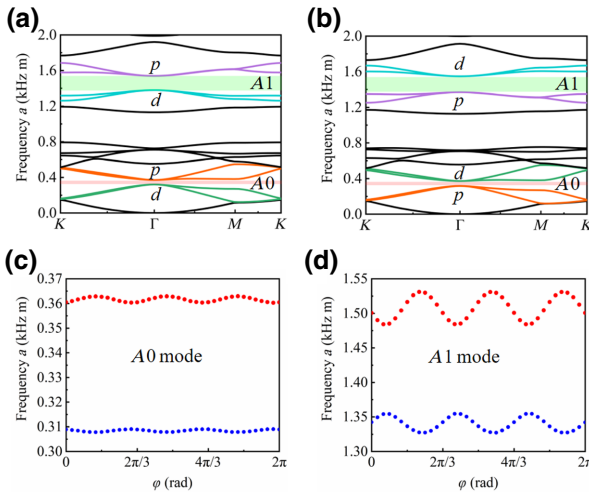 (a)
Frequency a (kHz m)
2.0
1.6
1.2
0.8
0.4
0.0
p
A1
d
p
A0
d
K
Γ
M
K
(b)
Frequency a (kHz m)
2.0
1.6
1.2
0.8
0.4
0.0
d
A1
p
d
A0
p
K
Γ
M
K
(c)
Frequency a (kHz m)
0.37
0.36
0.35
0.34
0.33
0.32
0.31
0.30
A0 mode
0
2π/3
4π/3
2π
φ (rad)
(d)
Frequency a (kHz m)
1.55
1.50
1.45
1.40
1.35
1.30
A1 mode
0
2π/3
4π/3
2π
φ (rad)